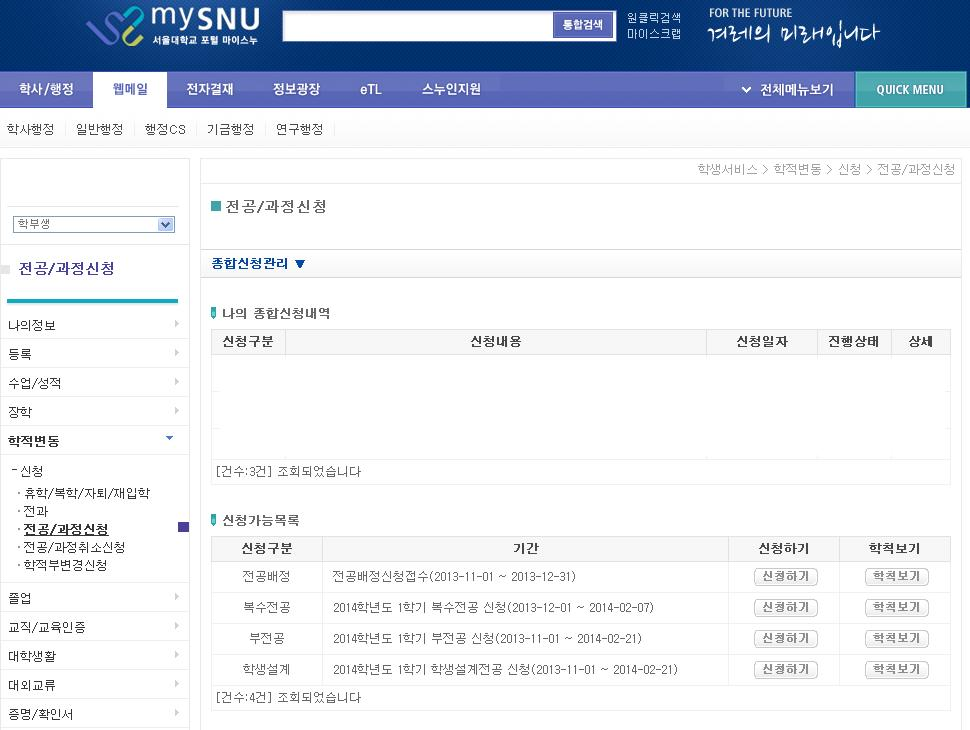 mySNU
서울대학교 포털 마이스누
통합검색
원클릭검색
마이스크랩
FOR THE FUTURE
겨레의 미래입니다
학사/행정 웹메일 전자결재 정보광장 eTL 스누인지원 전체메뉴보기 QUICK MENU
학사행정 일반행정 행정CS 기금행정 연구행정
학생서비스 > 학적변동 > 신청 > 전공/과정신청
학부생
전공/과정신청
나의정보
등록
수업/성적
장학
학적변동
신청
휴학/복학/자퇴/재입학
전과
전공/과정신청
전공/과정취소신청
학적부변경신청
졸업
교직/교육인증
대학생활
대외교류
증명/확인서
전공/과정신청
종합신청관리 ▼
나의 종합신청내역
신청구분 신청내용 신청일자 진행상태 상세
[건수:3건] 조회되었습니다
신청가능목록
신청구분 기간 신청하기 학칙보기
전공배정 전공배정신청접수(2013-11-01 ~ 2013-12-31) 신청하기 학칙보기
복수전공 2014학년도 1학기 복수전공 신청(2013-12-01 ~ 2014-02-07) 신청하기 학칙보기
부전공 2014학년도 1학기 부전공 신청(2013-11-01 ~ 2014-02-21) 신청하기 학칙보기
학생설계 2014학년도 1학기 학생설계전공 신청(2013-11-01 ~ 2014-02-21) 신청하기 학칙보기
[건수:4건] 조회되었습니다